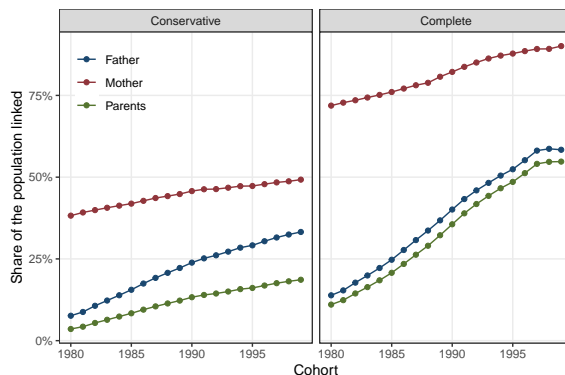 Conservative
Complete
Father
Mother
Parents
Share of the population linked
75%
50%
25%
0%
1980
1985
1990
1995
1980
1985
1990
1995
Cohort